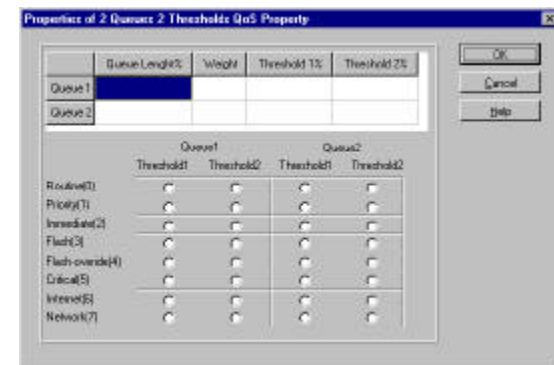 Properties of 2 Queues 2 Thresholds QoS Property
Queue Lenght% Weight Threshold 1% Threshold 2%
Queue 1
Queue 2
OK
Cancel
Help
Queue1 Queue2
Threshold1 Threshold2 Threshold1 Threshold2
Routine(0)
Priority(1)
Immediate(2)
Flash(3)
Flash-override(4)
Critical(5)
Internet(6)
Network(7)